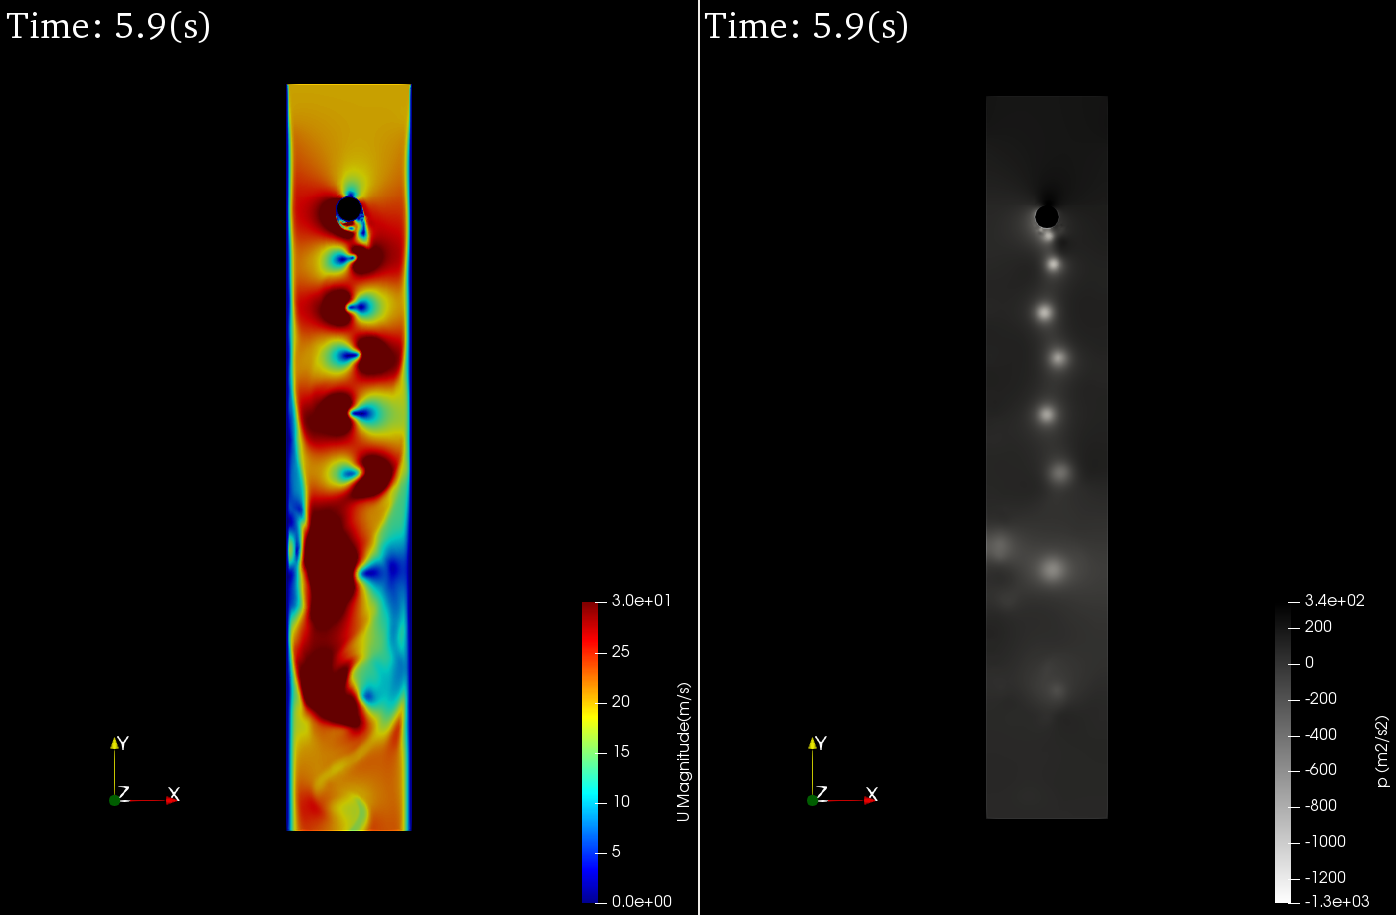 Time: 5.9(s)
3.0e+01
25
20
15
10
5
0.0e+00
U Magnitude(m/s)
Y
Z
X
Time: 5.9(s)
3.4e+02
200
0
-200
-400
-600
-800
-1000
-1200
-1.3e+03
p (m2/s2)
Y
Z
X